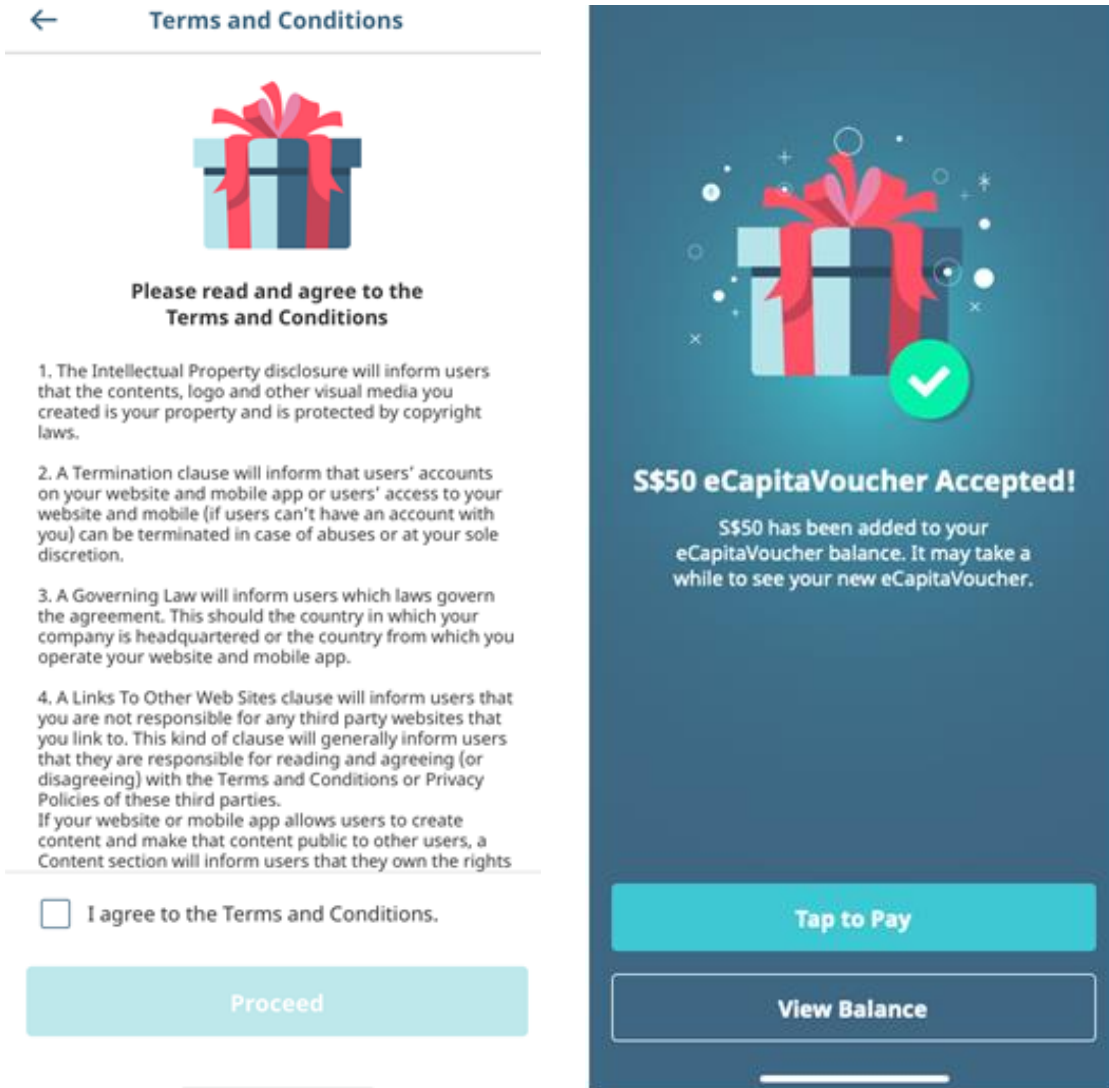 Terms and Conditions
Please read and agree to the
Terms and Conditions
1. The Intellectual Property disclosure will inform users
that the contents, logo and other visual media you
created is your property and is protected by copyright
laws.
2. A Termination clause will inform that users' accounts
on your website and mobile app or users' access to your
website and mobile (if users can't have an account with
you) can be terminated in case of abuses or at your sole
discretion.
3. A Governing Law will inform users which laws govern
the agreement. This should the country in which your
company is headquartered or the country from which you
operate your website and mobile app.
4. A Links To Other Web Sites clause will inform users that
you are not responsible for any third party websites that
you link to. This kind of clause will generally inform users
that they are responsible for reading and agreeing (or
disagreeing) with the Terms and Conditions or Privacy
Policies of these third parties.
If your website or mobile app allows users to create
content and make that content public to other users, a
Content section will inform users that they own the rights
I agree to the Terms and Conditions.
Proceed
S$50 eCapitaVoucher Accepted!
S$50 has been added to your
eCapitaVoucher balance. It may take a
while to see your new eCapitaVoucher.
Tap to Pay
View Balance